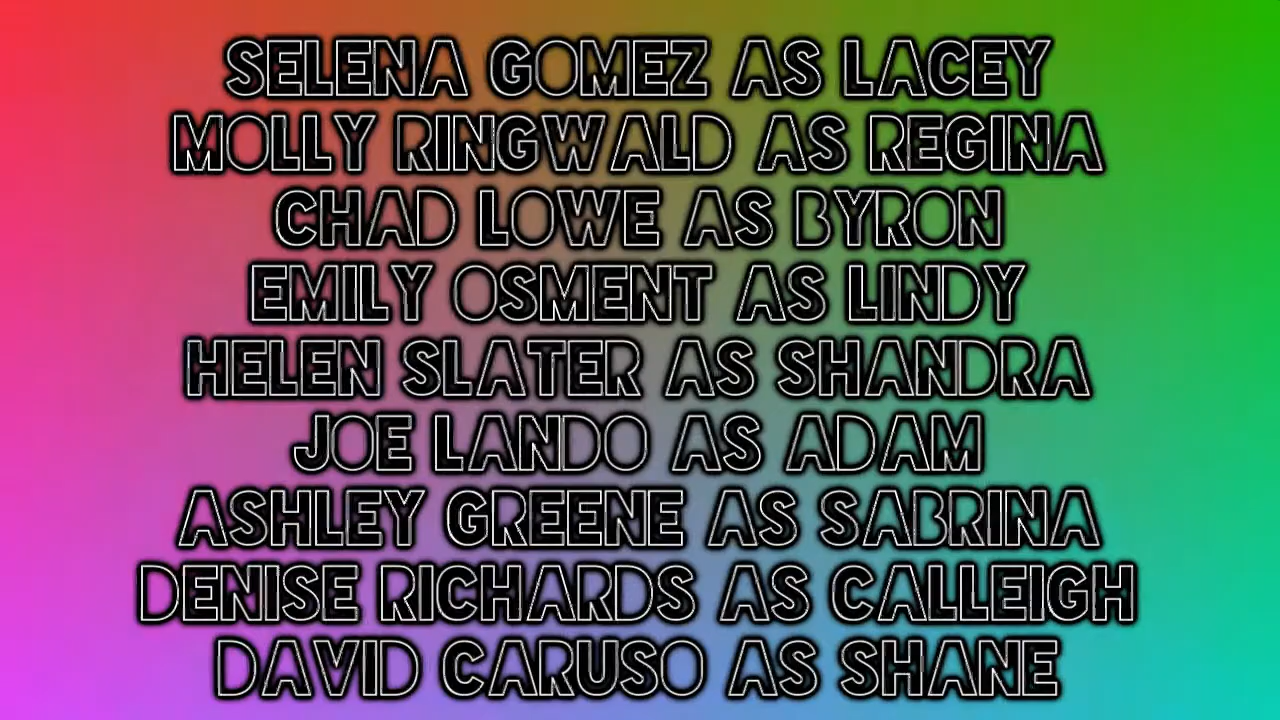 SELENA GOMEZ AS LACEY
MOLLY RINGWALD AS REGINA
CHAD LOWE AS BYRON
EMILY OSMENT AS LINDY
HELEN SLATER AS SHANDRA
JOE LANDO AS ADAM
ASHLEY GREENE AS SABRINA
DENISE RICHARDS AS CALLEIGH
DAVID CARUSO AS SHANE